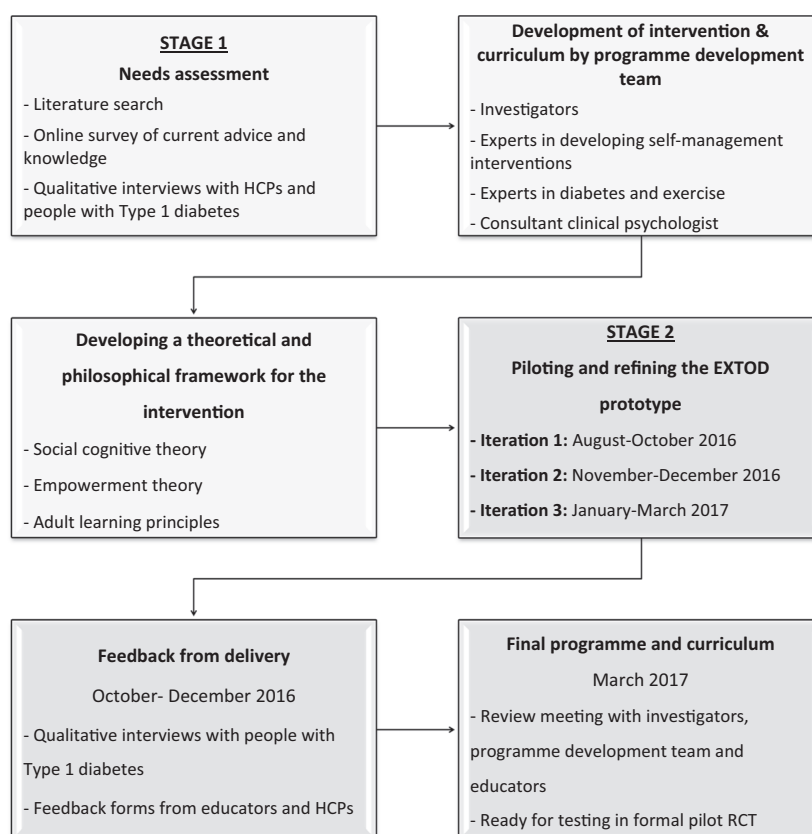 STAGE 1
Needs assessment
- Literature search
- Online survey of current advice and
knowledge
- Qualitative interviews with HCPs and
people with Type 1 diabetes
Development of intervention &
curriculum by programme development
team
- Investigators
- Experts in developing self-management
interventions
- Experts in diabetes and exercise
- Consultant clinical psychologist
Developing a theoretical and
philosophical framework for the
intervention
- Social cognitive theory
- Empowerment theory
- Adult learning principles
STAGE 2
Piloting and refining the EXTOD
prototype
- Iteration 1: August-October 2016
- Iteration 2: November-December 2016
- Iteration 3: January-March 2017
Feedback from delivery
October- December 2016
- Qualitative interviews with people with
Type 1 diabetes
- Feedback forms from educators and HCPs
Final programme and curriculum
March 2017
- Review meeting with investigators,
programme development team and
educators
- Ready for testing in formal pilot RCT